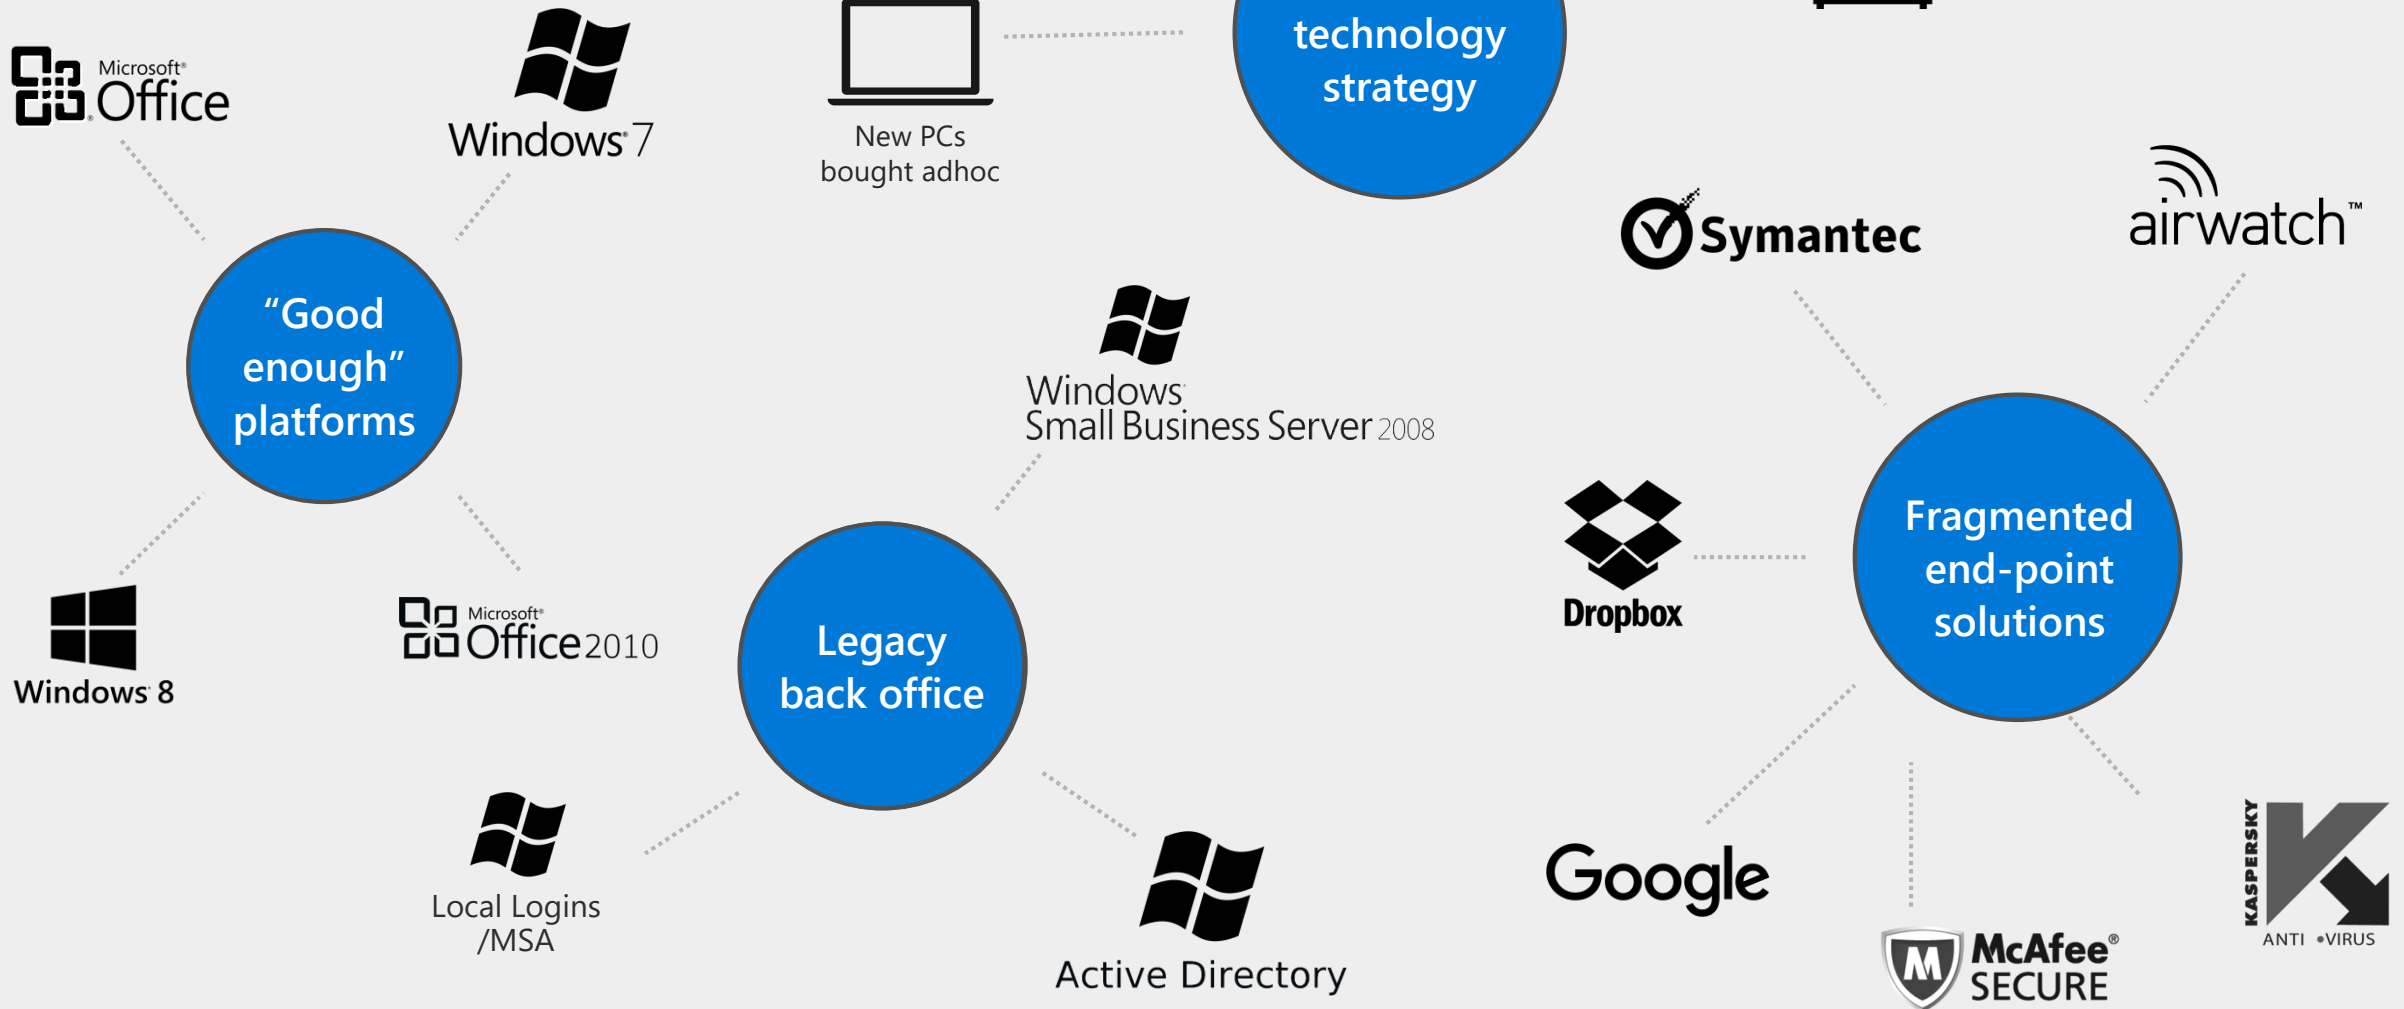 Microsoft®
Office
Windows® 7
New PCs
bought adhoc
technology
strategy
Symantec
airwatch™
“Good
enough”
platforms
Windows
Small Business Server 2008
Dropbox
Fragmented
end-point
solutions
Windows 8
Microsoft®
Office 2010
Legacy
back office
Local Logins
/MSA
Active Directory
Google
McAfee®
SECURE
KASPERSKY
ANTI •VIRUS